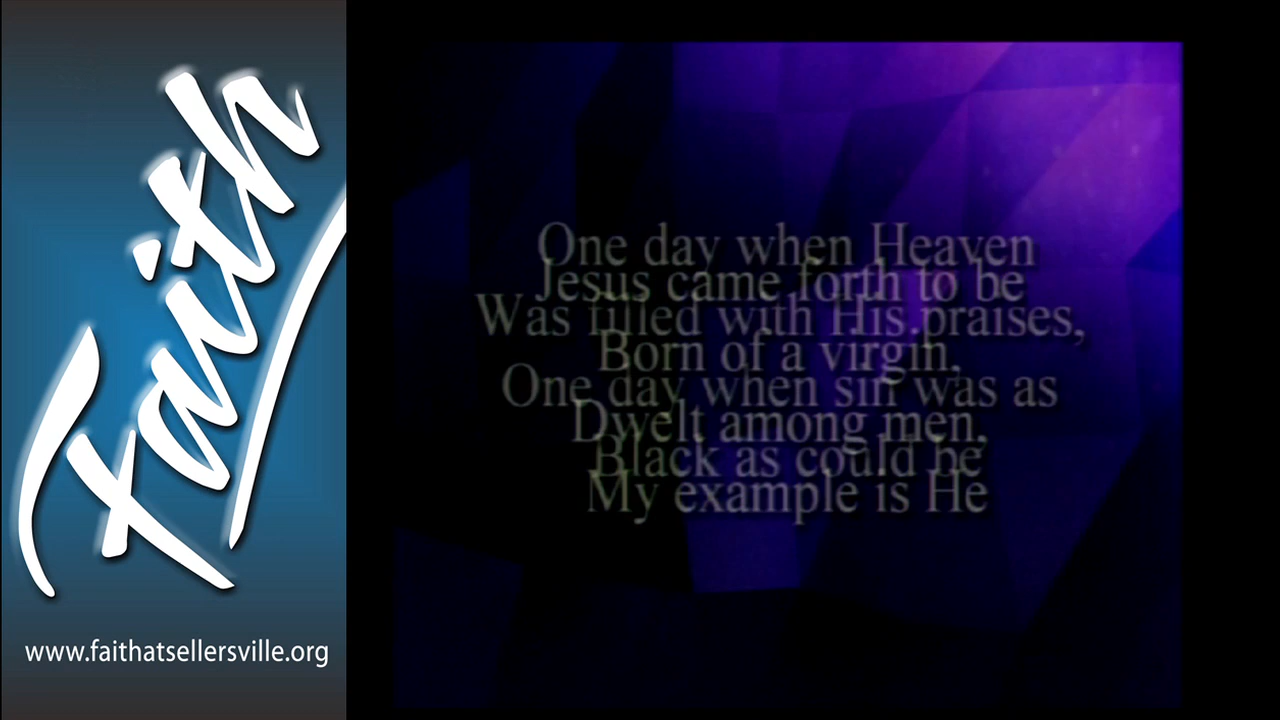 Faith
www.faithatsellersville.org
One day when Heaven
Jesus came forth to be
Was filled with His praises,
Born of a virgin,
One day when sin was as
Dwelt among men,
Black as could be
My example is He